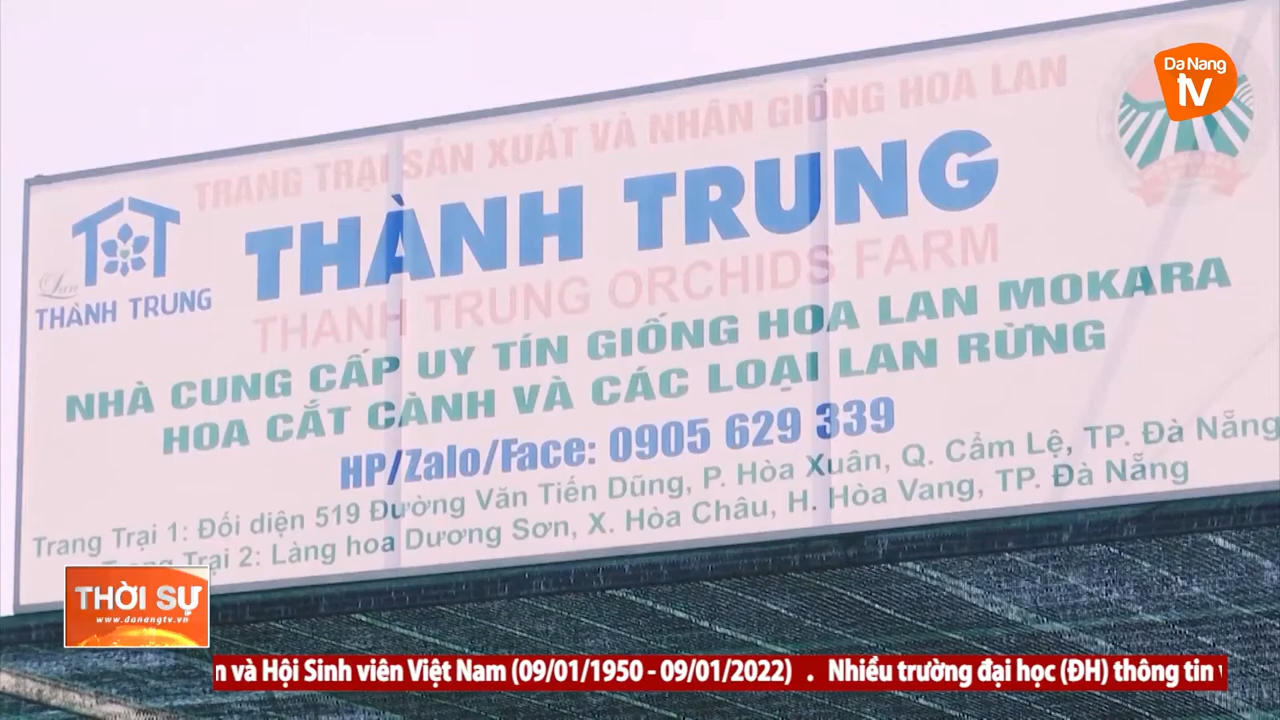 Da Nang
tv
TRANG TRẠI SẢN XUẤT VÀ NHÂN GIỐNG HOA LAN
THÀNH TRUNG
THANH TRUNG ORCHIDS FARM
Lan
THÀNH TRUNG
NHÀ CUNG CẤP UY TÍN GIỐNG HOA LAN MOKARA
HOA CẮT CÀNH VÀ CÁC LOẠI LAN RỪNG
HP/Zalo/Face: 0905 629 339
Trang Trại 1: Đối diện 519 Đường Văn Tiến Dũng, P. Hòa Xuân, Q. Cẩm Lệ, TP. Đà Nẵng
Trang Trại 2: Làng hoa Dương Sơn, X. Hòa Châu, H. Hòa Vang, TP. Đà Nẵng
THỜI SỰ
www.danangtv.vn
và Hội Sinh viên Việt Nam (09/01/1950 - 09/01/2022) . Nhiều trường đại học (ĐH) thông tin